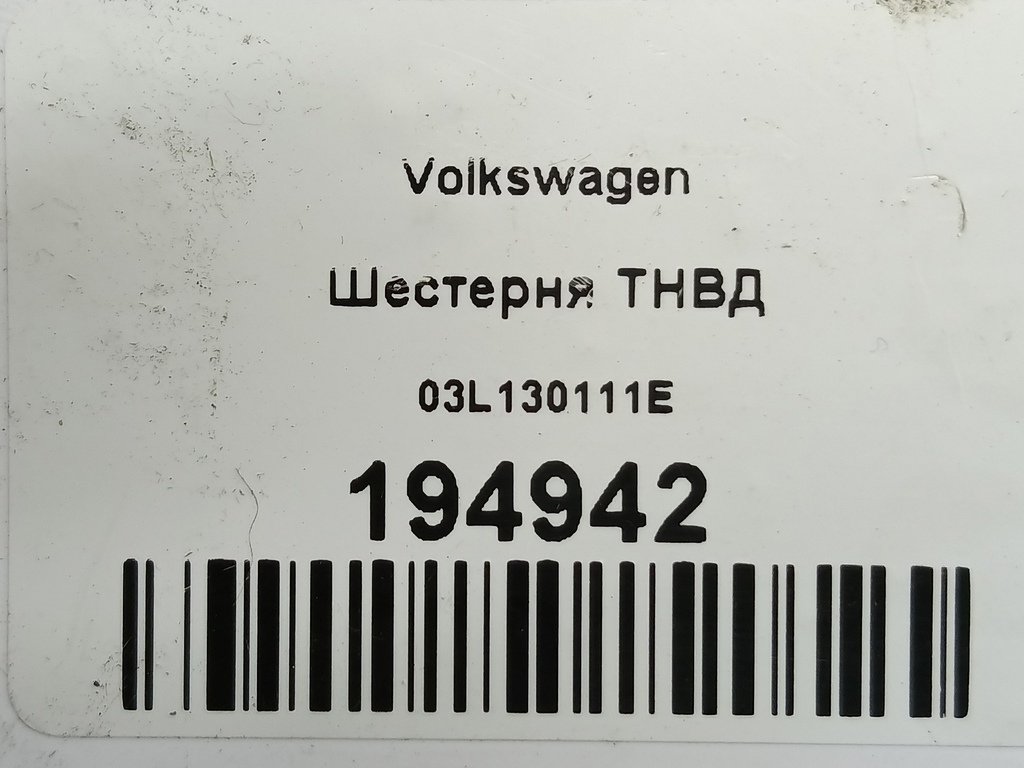 Volkswagen
Шестерня ТНВД
03L130111E
194942